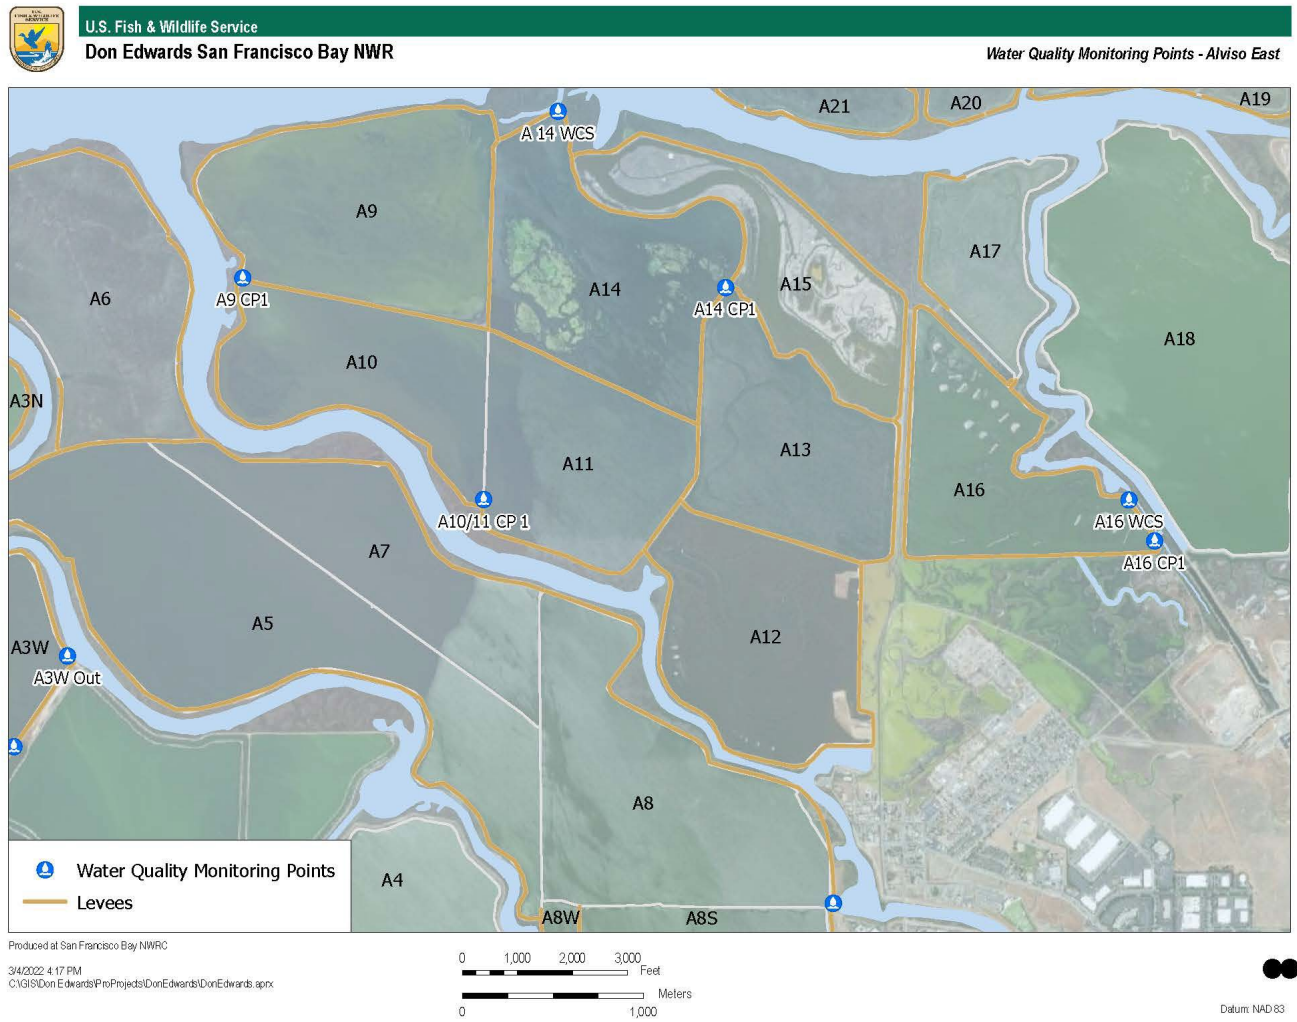 U.S.
FISH & WILDLIFE
SERVICE
U.S. Fish & Wildlife Service
Don Edwards San Francisco Bay NWR
Water Quality Monitoring Points - Alviso East
A21
A20
A19
A 14 WCS
A9
A17
A6
A9 CP1
A14
A15
A14 CP1
A18
A10
A3N
A11
A13
A16
A10/11 CP 1
A16 WCS
A7
A16 CP1
A5
A12
A3W
A3W Out
A8
A4
A8W
A8S
Water Quality Monitoring Points
Levees
Produced at San Francisco Bay NWRC
3/4/2022 4:17 PM
C:\GIS\Don Edwards\ProProjects\DonEdwards\DonEdwards.aprx
0 1,000 2,000 3,000
Feet
Meters
0 1,000
Datum: NAD 83